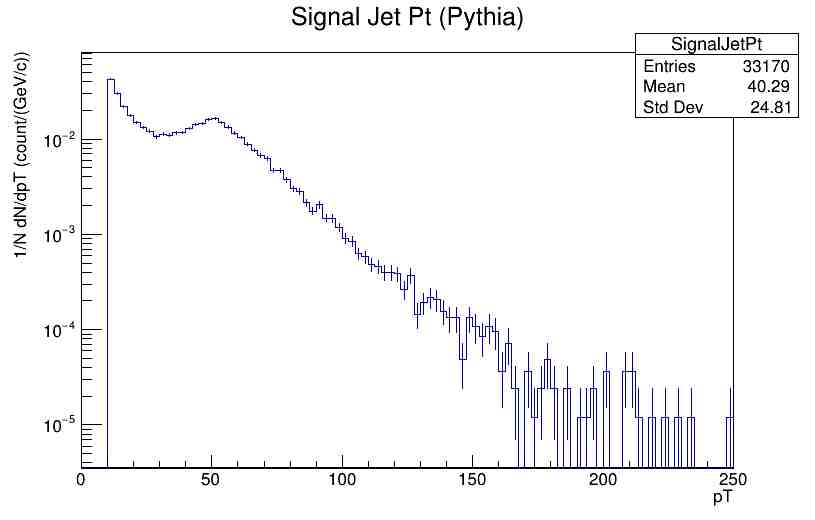 Signal Jet Pt (Pythia)
SignalJetPt
Entries 33170
Mean 40.29
Std Dev 24.81
1/N dN/dpT (count/(GeV/c))
10⁻²
10⁻³
10⁻⁴
10⁻⁵
0 50 100 150 200 250
pT